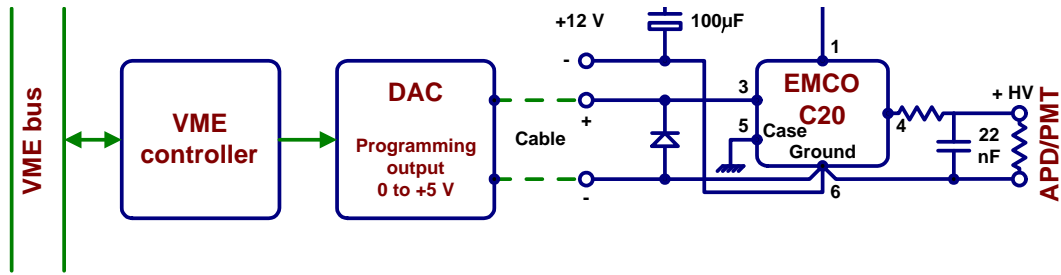 VME bus
VME
controller
DAC
Programming
output
0 to +5 V
Cable
+12 V
-
+
-
100µF
1
3
5
EMCO
C20
Case
Ground
4
6
22
nF
+ HV
APD/PMT